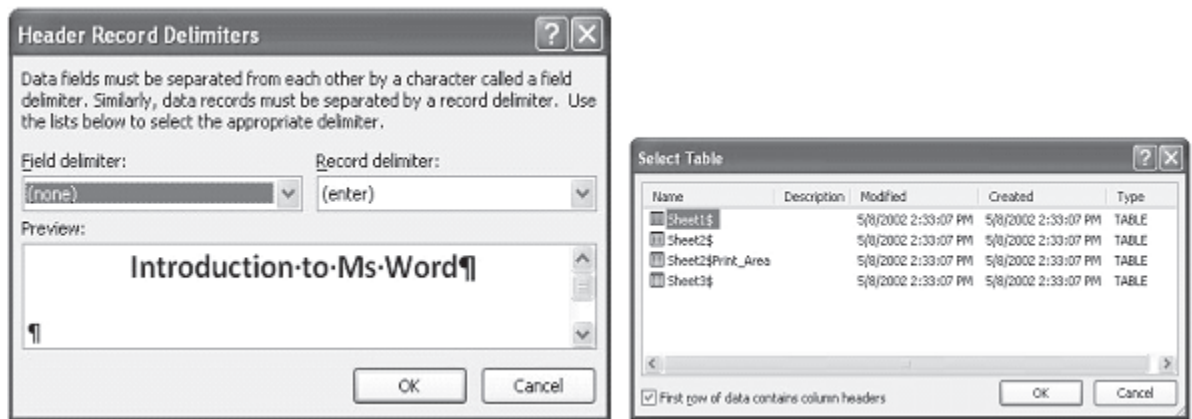 Header Record Delimiters
Data fields must be separated from each other by a character called a field
delimiter. Similarly, data records must be separated by a record delimiter. Use
the lists below to select the appropriate delimiter.
Field delimiter: Record delimiter:
(none) (enter)
Preview:
Introduction·to·Ms·Word¶
¶
OK Cancel
Select Table
Name Description Modified Created Type
Sheet1$ 5/8/2002 2:33:07 PM 5/8/2002 2:33:07 PM TABLE
Sheet2$ 5/8/2002 2:33:07 PM 5/8/2002 2:33:07 PM TABLE
Sheet2$Print_Area 5/8/2002 2:33:07 PM 5/8/2002 2:33:07 PM TABLE
Sheet3$ 5/8/2002 2:33:07 PM 5/8/2002 2:33:07 PM TABLE
First row of data contains column headers OK Cancel